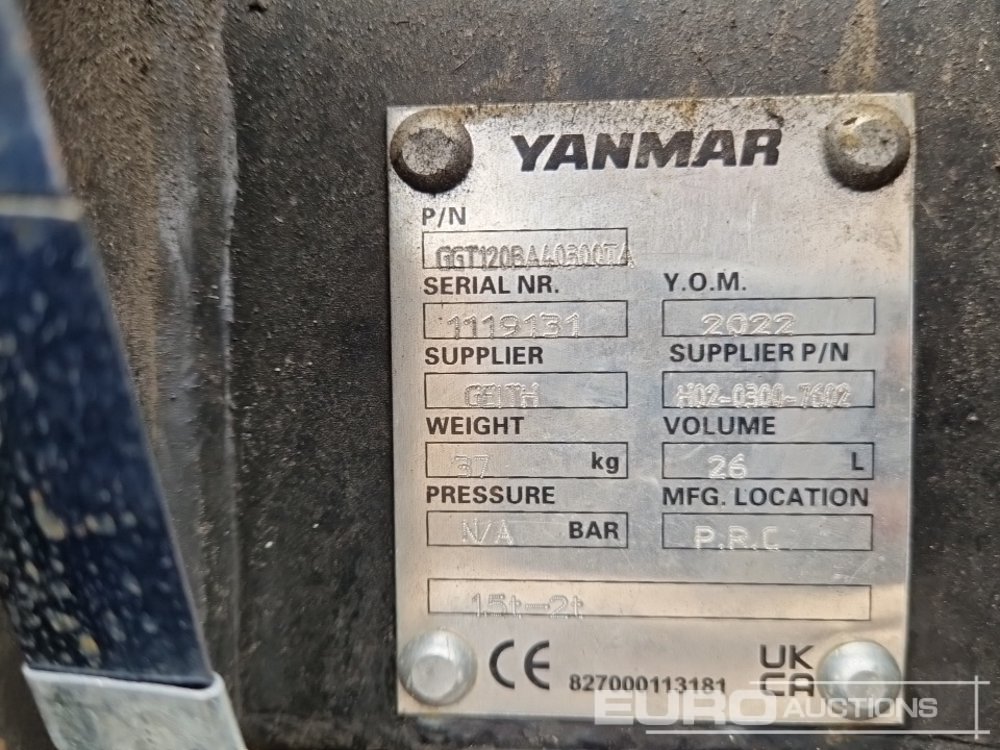 YANMAR
P/N
GGT120BA40300TA
SERIAL NR. Y.O.M.
1119131 2022
SUPPLIER SUPPLIER P/N
GEITH H02-0300-7602
WEIGHT VOLUME
37 kg 26 L
PRESSURE MFG. LOCATION
N/A BAR P.R.C
1.5t-2t
CE 827000113181 UK CA
EURO AUCTIONS